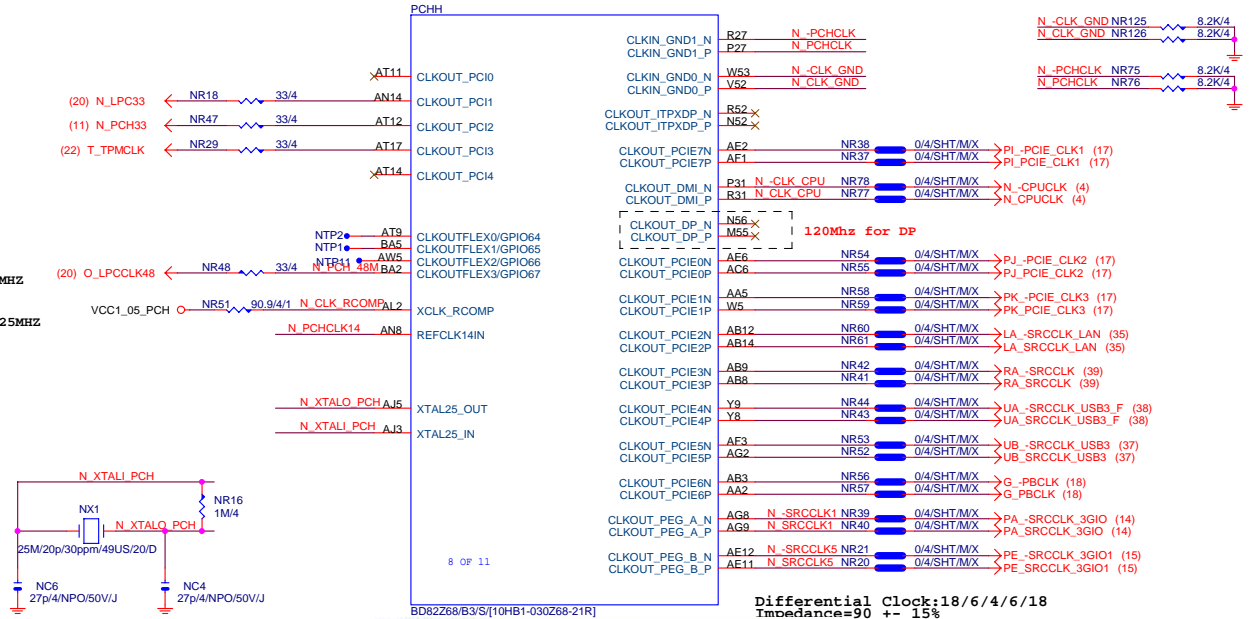 PCHH
CLKIN_GND1_N R27 N_-PCHCLK
CLKIN_GND1_P P27 N_PCHCLK
CLKIN_GND0_N W53 N_-CLK_GND
CLKIN_GND0_P V52 N_CLK_GND
CLKOUT_ITPXDP_N R52
CLKOUT_ITPXDP_P N52
CLKOUT_PCIE7N AE2 NR38 0/4/SHT/M/X PI_-PCIE_CLK1 (17)
CLKOUT_PCIE7P AF1 NR37 0/4/SHT/M/X PI_PCIE_CLK1 (17)
CLKOUT_DMI_N P31 N_-CLK_CPU NR78 0/4/SHT/M/X N_-CPUCLK (4)
CLKOUT_DMI_P R31 N_CLK_CPU NR77 0/4/SHT/M/X N_CPUCLK (4)
CLKOUT_DP_N N56
CLKOUT_DP_P M55
120Mhz for DP
CLKOUT_PCIE0N AE6 NR54 0/4/SHT/M/X PJ_-PCIE_CLK2 (17)
CLKOUT_PCIE0P AC6 NR55 0/4/SHT/M/X PJ_PCIE_CLK2 (17)
CLKOUT_PCIE1N AA5 NR58 0/4/SHT/M/X PK_-PCIE_CLK3 (17)
CLKOUT_PCIE1P W5 NR59 0/4/SHT/M/X PK_PCIE_CLK3 (17)
CLKOUT_PCIE2N AB12 NR60 0/4/SHT/M/X LA_-SRCCLK_LAN (35)
CLKOUT_PCIE2P AB14 NR61 0/4/SHT/M/X LA_SRCCLK_LAN (35)
CLKOUT_PCIE3N AB9 NR42 0/4/SHT/M/X RA_-SRCCLK (39)
CLKOUT_PCIE3P AB8 NR41 0/4/SHT/M/X RA_SRCCLK (39)
CLKOUT_PCIE4N Y9 NR44 0/4/SHT/M/X UA_-SRCCLK_USB3_F (38)
CLKOUT_PCIE4P Y8 NR43 0/4/SHT/M/X UA_SRCCLK_USB3_F (38)
CLKOUT_PCIE5N AF3 NR53 0/4/SHT/M/X UB_-SRCCLK_USB3 (37)
CLKOUT_PCIE5P AG2 NR52 0/4/SHT/M/X UB_SRCCLK_USB3 (37)
CLKOUT_PCIE6N AB3 NR56 0/4/SHT/M/X G_-PBCLK (18)
CLKOUT_PCIE6P AA2 NR57 0/4/SHT/M/X G_PBCLK (18)
CLKOUT_PEG_A_N AG8 N_-SRCCLK1 NR39 0/4/SHT/M/X PA_-SRCCLK_3GIO (14)
CLKOUT_PEG_A_P AG9 N_SRCCLK1 NR40 0/4/SHT/M/X PA_SRCCLK_3GIO (14)
CLKOUT_PEG_B_N AE12 N_-SRCCLK5 NR21 0/4/SHT/M/X PE_-SRCCLK_3GIO1 (15)
CLKOUT_PEG_B_P AE11 N_SRCCLK5 NR20 0/4/SHT/M/X PE_SRCCLK_3GIO1 (15)
N_-CLK_GND NR125 8.2K/4
N_CLK_GND NR126 8.2K/4
N_-PCHCLK NR75 8.2K/4
N_PCHCLK NR76 8.2K/4
AT11 CLKOUT_PCI0
(20) N_LPC33 NR18 33/4 AN14 CLKOUT_PCI1
(11) N_PCH33 NR47 33/4 AT12 CLKOUT_PCI2
(22) T_TPMCLK NR29 33/4 AT17 CLKOUT_PCI3
AT14 CLKOUT_PCI4
NTP2 AT9 CLKOUTFLEX0/GPIO64
NTP1 BA5 CLKOUTFLEX1/GPIO65
NTP11 AW5 CLKOUTFLEX2/GPIO66
(20) O_LPCCLK48 NR48 33/4 N_PCH_48M BA2 CLKOUTFLEX3/GPIO67
MHZ
VCC1_05_PCH NR51 90.9/4/1 N_CLK_RCOMP AL2 XCLK_RCOMP
25MHZ
N_PCHCLK14 AN8 REFCLK14IN
N_XTALO_PCH AJ5 XTAL25_OUT
N_XTALI_PCH AJ3 XTAL25_IN
N_XTALI_PCH
NR16
1M/4
NX1
N_XTALO_PCH
25M/20p/30ppm/49US/20/D
NC6
27p/4/NPO/50V/J
NC4
27p/4/NPO/50V/J
8 OF 11
BD82Z68/B3/S/[10HB1-030Z68-21R]
Differential Clock:18/6/4/6/18
Impedance=90 +- 15%